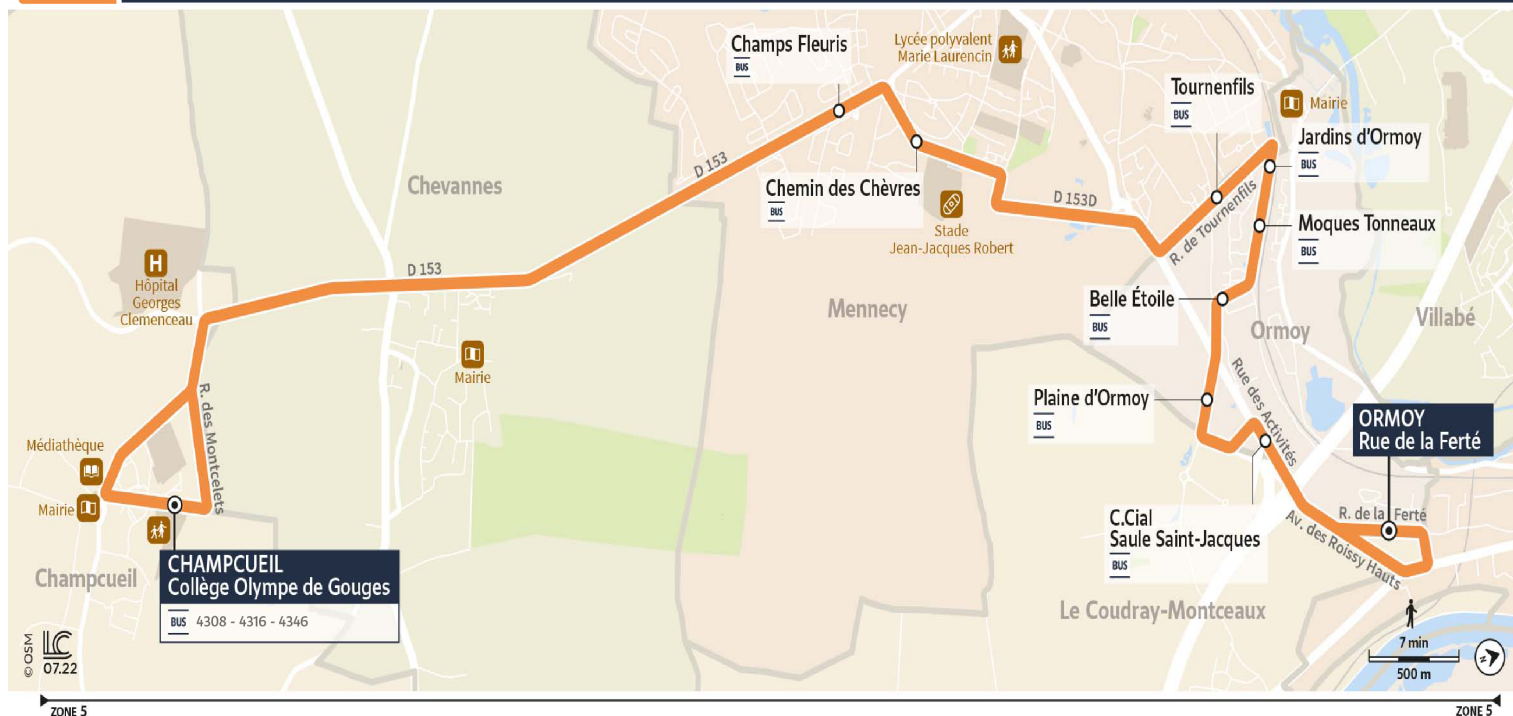 Champs Fleuris
BUS
Lycée polyvalent
Marie Laurencin
Tournenfils
BUS
Mairie
Jardins d'Ormoy
BUS
D 153
Chevannes
Chemin des Chèvres
BUS
D 153D
Stade
Jean-Jacques Robert
R. de Tournenfils
Moques Tonneaux
BUS
H
Hôpital
Georges
Clemenceau
D 153
Mennecy
Belle Étoile
BUS
Ormoy
Villabé
Mairie
R. des Montcelets
Plaine d'Ormoy
BUS
Rue des Activités
ORMOY
Rue de la Ferté
Médiathèque
Mairie
C.Cial
Saule Saint-Jacques
BUS
R. de la Ferté
Av. des Roissy Hauts
Champcueil
CHAMPCUEIL
Collège Olympe de Gouges
BUS 4308 - 4316 - 4346
Le Coudray-Montceaux
© OSM
LC
07.22
7 min
500 m
N
ZONE 5
ZONE 5